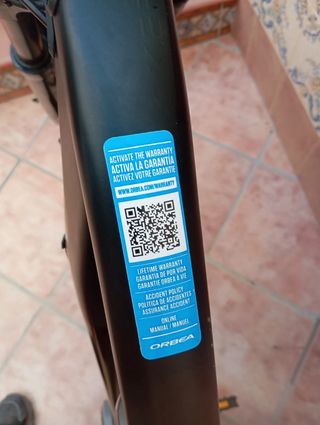 ACTIVATE THE WARRANTY
ACTIVA LA GARANTIA
ACTIVEZ VOTRE GARANTIE
WWW.ORBEA.COM/WARRANTY
LIFETIME WARRANTY
GARANTIA DE POR VIDA
GARANTIE ORBEA À VIE
ACCIDENT POLICY
POLITICA DE ACCIDENTES
ASSURANCE ACCIDENT
ONLINE
MANUAL / MANUEL
ORBEA